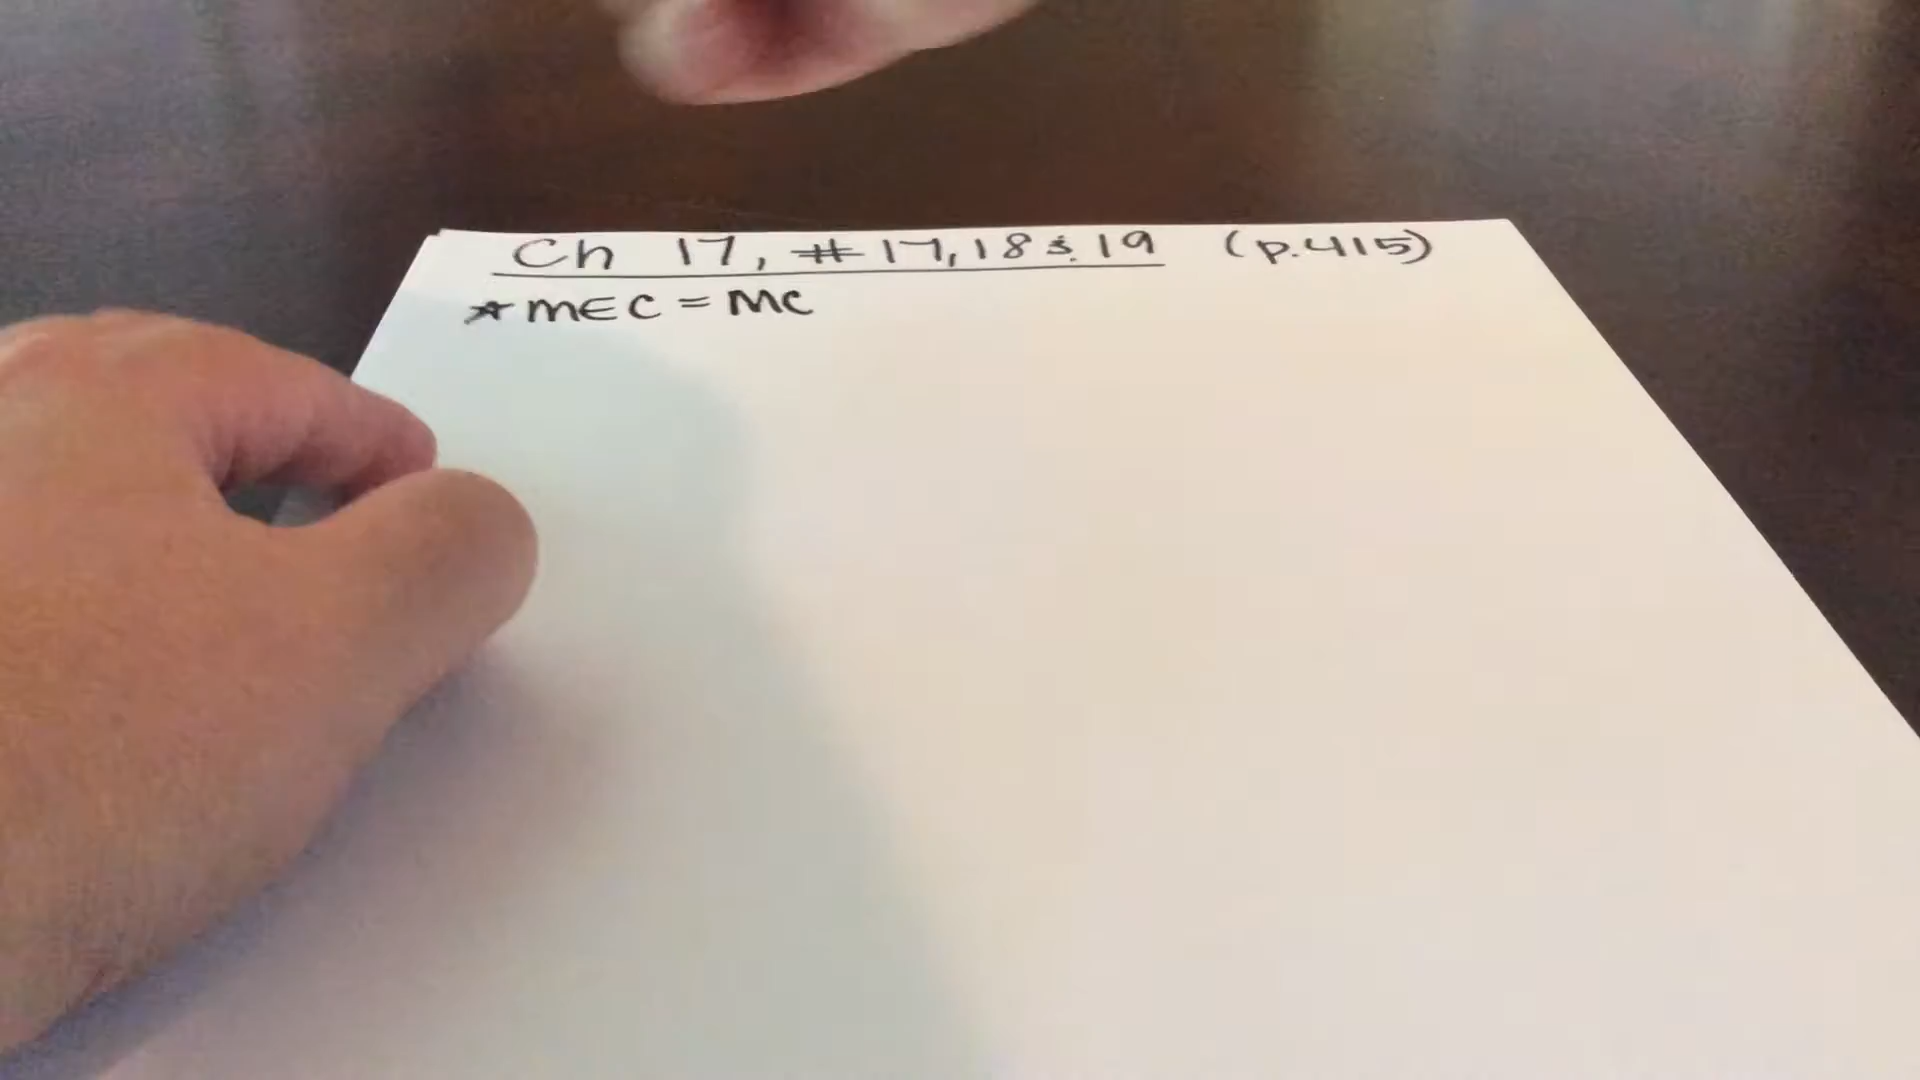 Ch 17, # 17, 18 & 19 (p.415)
* MEC = MC